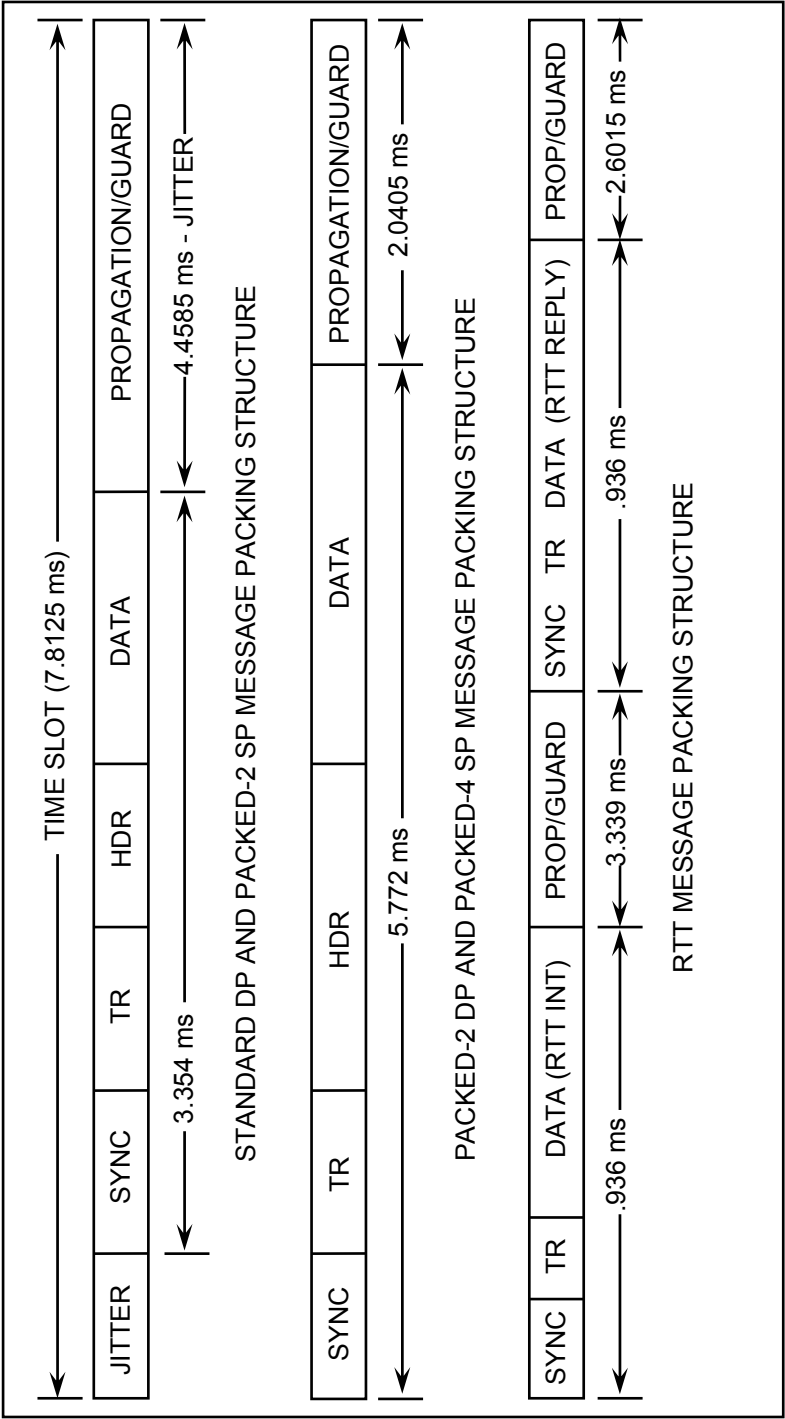 TIME SLOT (7.8125 ms)
JITTER SYNC TR HDR DATA PROPAGATION/GUARD
3.354 ms 4.4585 ms - JITTER
STANDARD DP AND PACKED-2 SP MESSAGE PACKING STRUCTURE
SYNC TR HDR DATA PROPAGATION/GUARD
5.772 ms 2.0405 ms
PACKED-2 DP AND PACKED-4 SP MESSAGE PACKING STRUCTURE
SYNC TR DATA (RTT INT) PROP/GUARD SYNC TR DATA (RTT REPLY) PROP/GUARD
.936 ms 3.339 ms .936 ms 2.6015 ms
RTT MESSAGE PACKING STRUCTURE